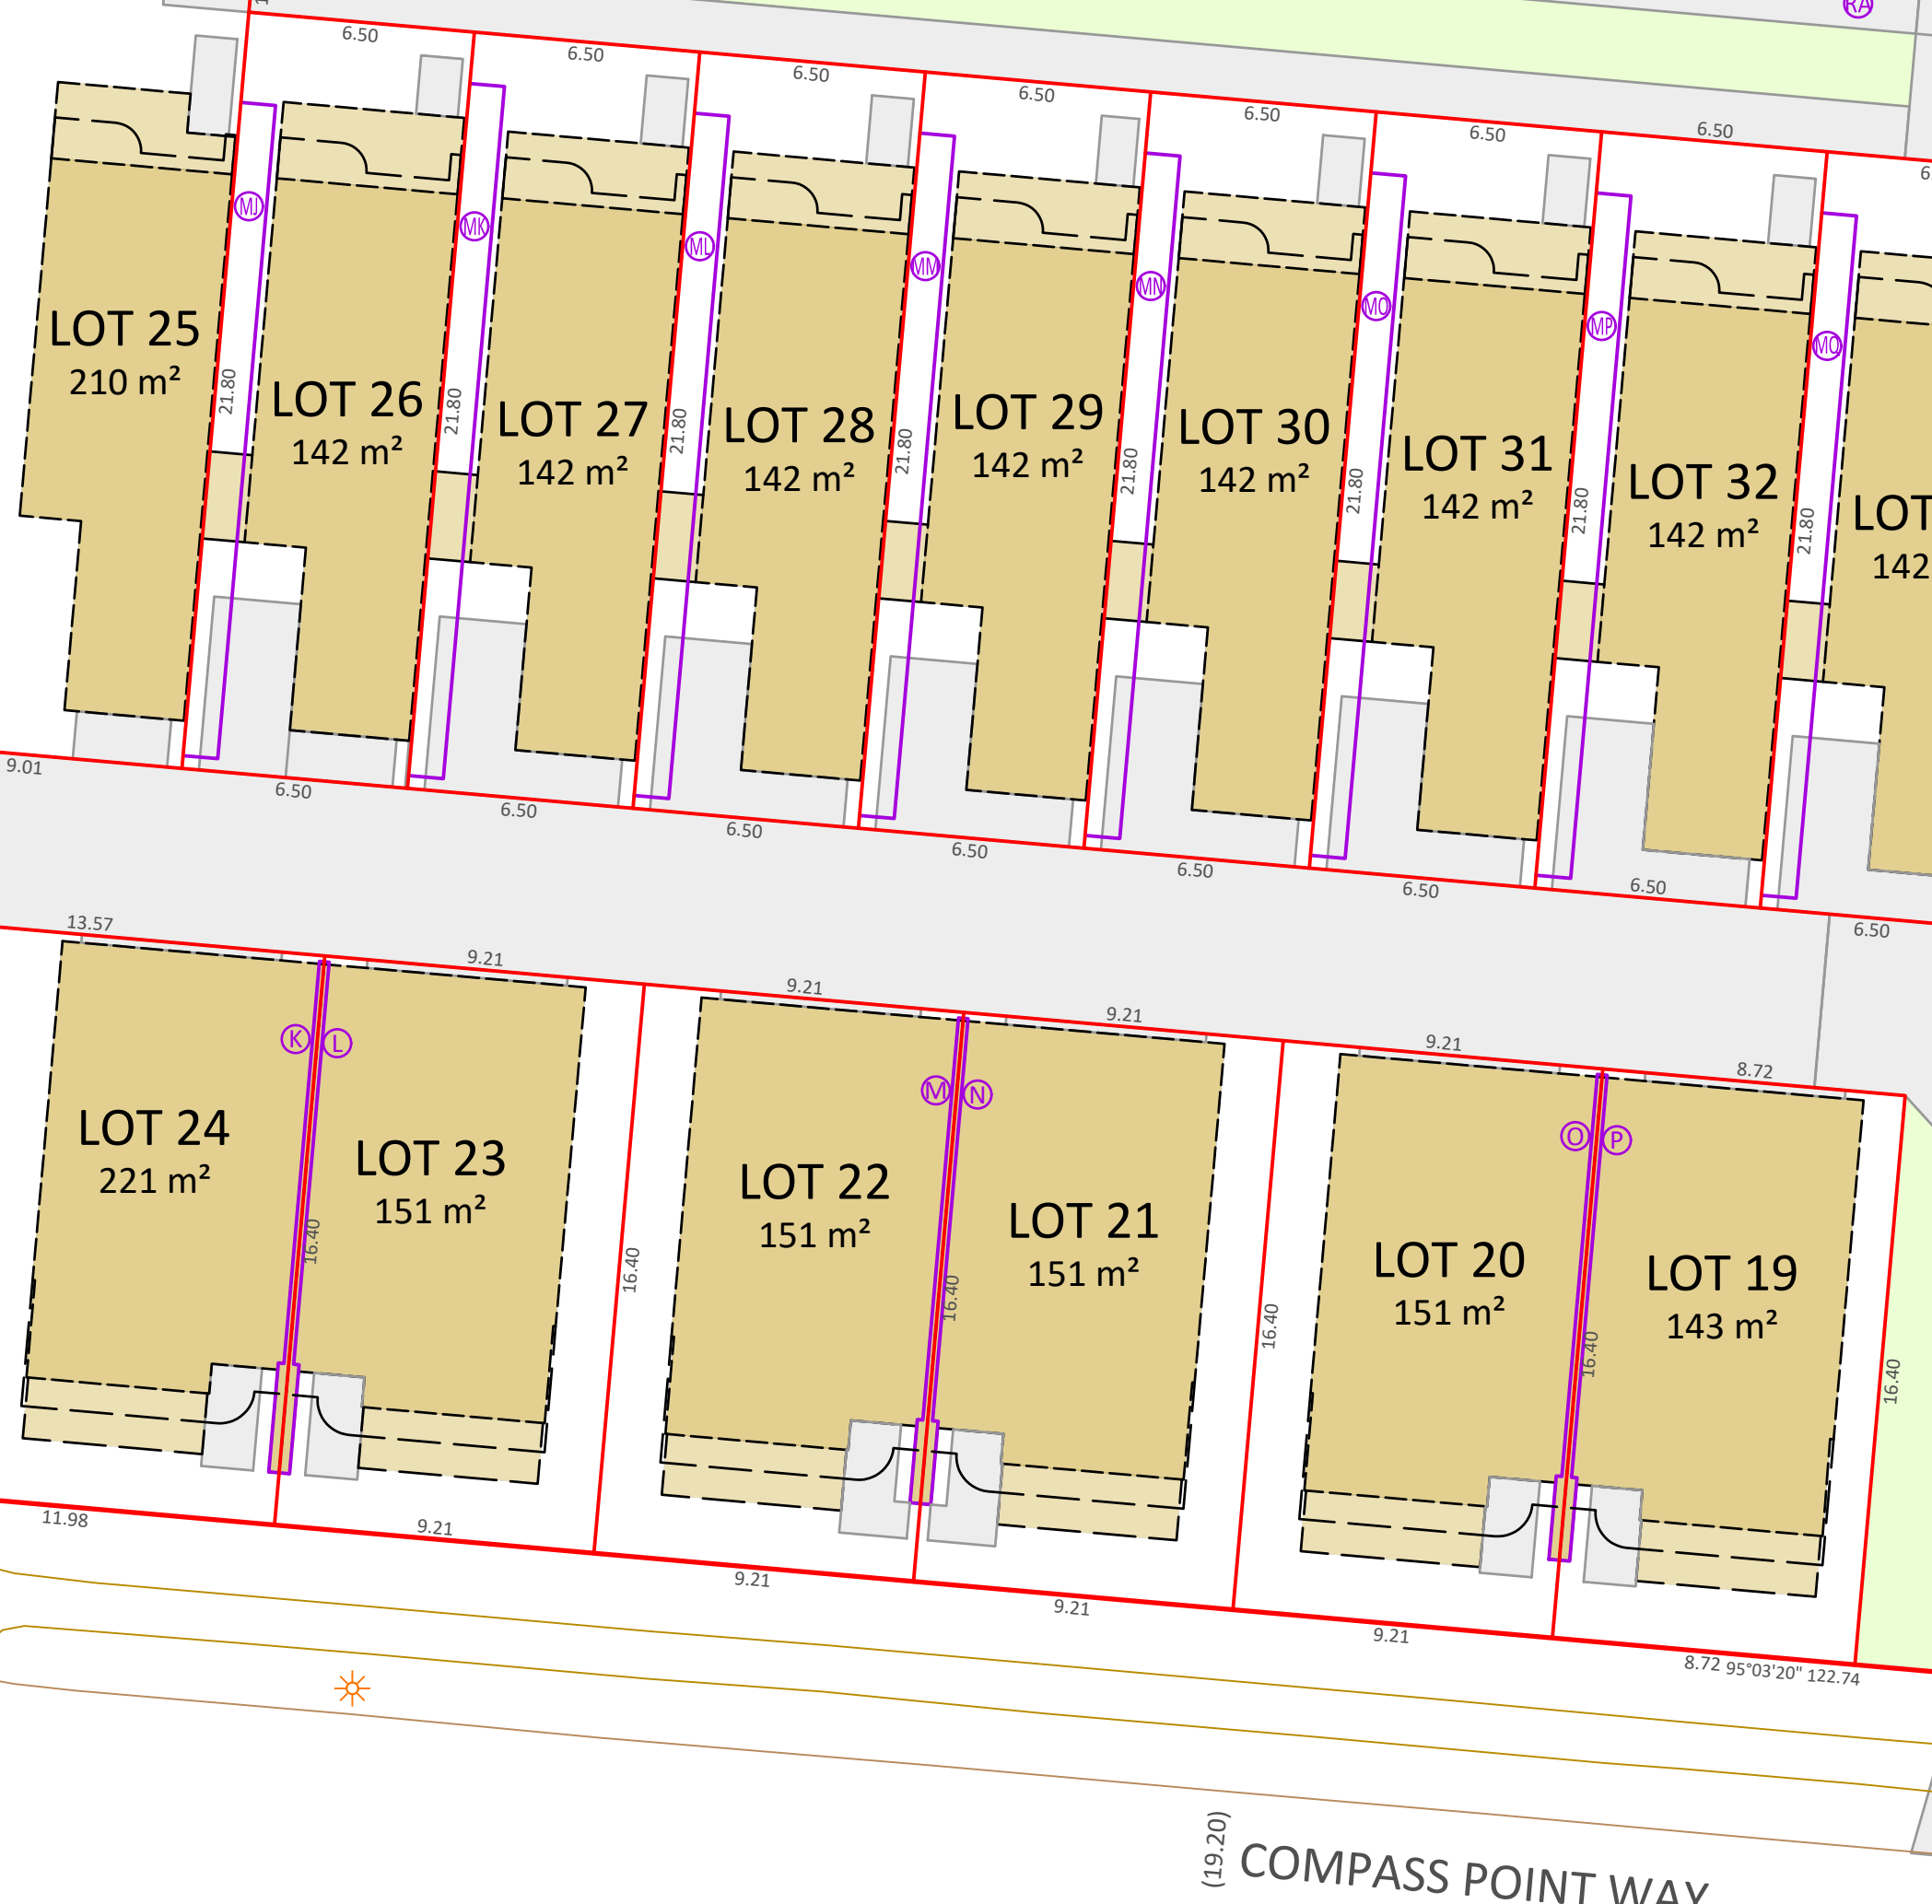 RA
6.50
6.50
6.50
6.50
6.50
6.50
6.50
MJ
MK
ML
MM
MN
MO
MP
MQ
LOT 25
210 m²
21.80
LOT 26
142 m²
21.80
LOT 27
142 m²
21.80
LOT 28
142 m²
21.80
LOT 29
142 m²
21.80
LOT 30
142 m²
21.80
LOT 31
142 m²
21.80
LOT 32
142 m²
21.80
LOT
142
9.01
6.50
6.50
6.50
6.50
6.50
6.50
6.50
6.50
13.57
9.21
9.21
9.21
9.21
8.72
K
L
M
N
O
P
LOT 24
221 m²
16.40
LOT 23
151 m²
16.40
LOT 22
151 m²
16.40
LOT 21
151 m²
16.40
LOT 20
151 m²
16.40
LOT 19
143 m²
16.40
11.98
9.21
9.21
9.21
9.21
8.72
95°03'20" 122.74
(19.20)
COMPASS POINT WAY